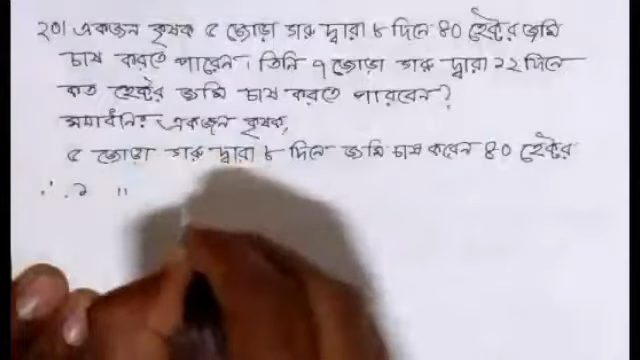 ২০। একজন কৃষক ৫ জোড়া গরু দ্বারা ৮ দিনে ৪০ হেক্টর জমি
চাষ করতে পারেন। তিনি ৭ জোড়া গরু দ্বারা ১২ দিনে
কত হেক্টর জমি চাষ করতে পারবেন?
সমাধান: একজন কৃষক,
৫ জোড়া গরু দ্বারা ৮ দিনে জমি চাষ করেন ৪০ হেক্টর
∴ ১ "